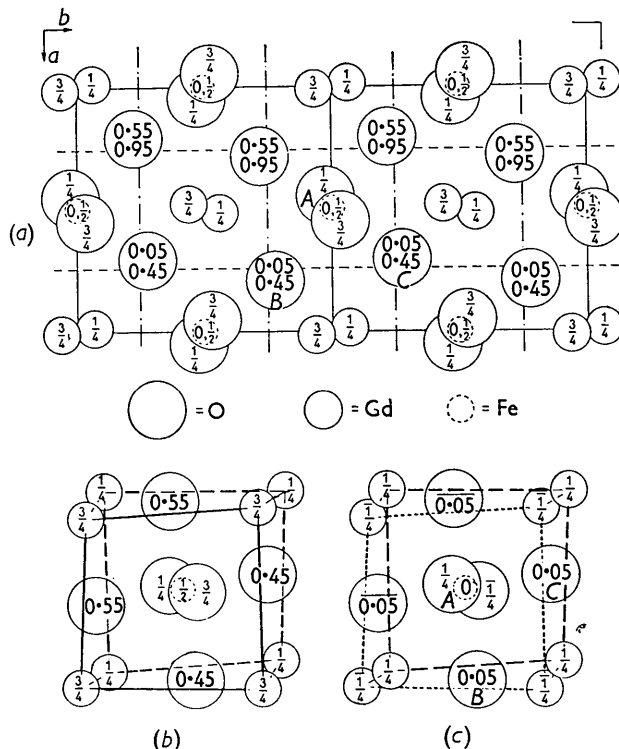 b
a
3/4 3/4
3/4 1/4 0,1/2 3/4 1/4 0,1/2 3/4 1/4
1/4 1/4
0·55 0·55 0·55 0·55
0·95 0·95 0·95 0·95
1/4 A 1/4 1/4
0,1/2 3/4 1/4 0,1/2 3/4 1/4 0,1/2
(a) 3/4 3/4 3/4
0·05 0·05 0·05 0·05
0·45 0·45 0·45 0·45
B C
3/4 3/4
3/4 1/4 0,1/2 3/4 1/4 0,1/2 3/4 1/4
1/4 1/4
= O = Gd = Fe
1/4 0·55 1/4
3/4 3/4
0·55 1/4 1/2 3/4 0·45
1/4 1/4
3/4 0·45 3/4
(b)
1/4 0̅·̅0̅5̅ 1/4
1̅/4 1̅/4
0̅·̅0̅5̅ 1/4 A 0 1̅/4 0·05 C
1/4 1/4
1̅/4 0·05 B 1̅/4
(c)